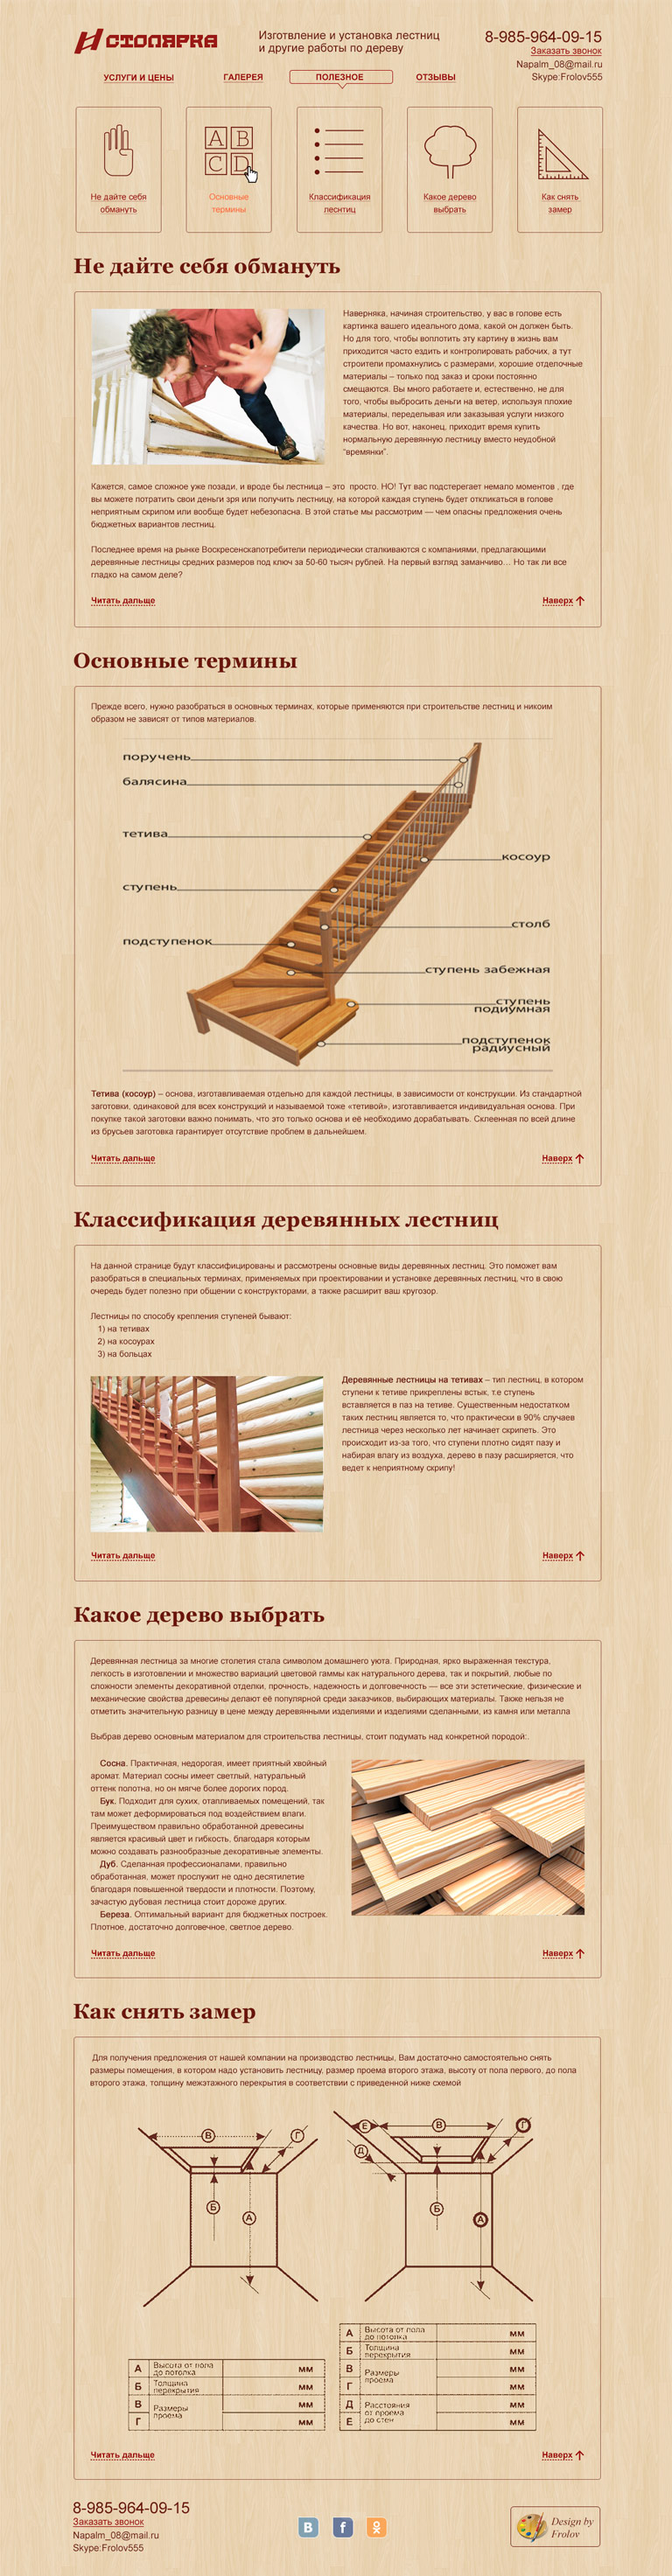 СТОЛЯРКА
Изготвление и установка лестниц
и другие работы по дереву
8-985-964-09-15
Заказать звонок
Napalm_08@mail.ru
Skype:Frolov555
УСЛУГИ И ЦЕНЫ
ГАЛЕРЕЯ
ПОЛЕЗНОЕ
ОТЗЫВЫ
A B
C D
Не дайте себя
обмануть
Основные
термины
Классификация
леснтиц
Какое дерево
выбрать
Как снять
замер
Не дайте себя обмануть
Наверняка, начиная строительство, у вас в голове есть
картинка вашего идеального дома, какой он должен быть.
Но для того, чтобы воплотить эту картину в жизнь вам
приходится часто ездить и контролировать рабочих, а тут
строители промахнулись с размерами, хорошие отделочные
материалы – только под заказ и сроки постоянно
смещаются. Вы много работаете и, естественно, не для
того, чтобы выбросить деньги на ветер, используя плохие
материалы, переделывая или заказывая услуги низкого
качества. Но вот, наконец, приходит время купить
нормальную деревянную лестницу вместо неудобной
“времянки”.
Кажется, самое сложное уже позади, и вроде бы лестница – это просто. НО! Тут вас подстерегает немало моментов , где
вы можете потратить свои деньги зря или получить лестницу, на которой каждая ступень будет откликаться в голове
неприятным скрипом или вообще будет небезопасна. В этой статье мы рассмотрим — чем опасны предложения очень
бюджетных вариантов лестниц.
Последнее время на рынке Воскресенскапотребители периодически сталкиваются с компаниями, предлагающими
деревянные лестницы средних размеров под ключ за 50-60 тысяч рублей. На первый взгляд заманчиво… Но так ли все
гладко на самом деле?
Читать дальше
Наверх
Основные термины
Прежде всего, нужно разобраться в основных терминах, которые применяются при строительстве лестниц и никоим
образом не зависят от типов материалов.
поручень
балясина
тетива
косоур
ступень
столб
подступенок
ступень забежная
ступень
подиумная
подступенок
радиусный
Тетива (косоур) – основа, изготавливаемая отдельно для каждой лестницы, в зависимости от конструкции. Из стандартной
заготовки, одинаковой для всех конструкций и называемой тоже «тетивой», изготавливается индивидуальная основа. При
покупке такой заготовки важно понимать, что это только основа и её необходимо дорабатывать. Склеенная по всей длине
из брусьев заготовка гарантирует отсутствие проблем в дальнейшем.
Читать дальше
Наверх
Классификация деревянных лестниц
На данной странице будут классифицированы и рассмотрены основные виды деревянных лестниц. Это поможет вам
разобраться в специальных терминах, применяемых при проектировании и установке деревянных лестниц, что в свою
очередь будет полезно при общении с конструкторами, а также расширит ваш кругозор.
Лестницы по способу крепления ступеней бывают:
1) на тетивах
2) на косоурах
3) на больцах
Деревянные лестницы на тетивах – тип лестниц, в котором
ступени к тетиве прикреплены встык, т.е ступень
вставляется в паз на тетиве. Существенным недостатком
таких лестниц является то, что практически в 90% случаев
лестница через несколько лет начинает скрипеть. Это
происходит из-за того, что ступени плотно сидят пазу и
набирая влагу из воздуха, дерево в пазу расширяется, что
ведет к неприятному скрипу!
Читать дальше
Наверх
Какое дерево выбрать
Деревянная лестница за многие столетия стала символом домашнего уюта. Природная, ярко выраженная текстура,
легкость в изготовлении и множество вариаций цветовой гаммы как натурального дерева, так и покрытий, любые по
сложности элементы декоративной отделки, прочность, надежность и долговечность — все эти эстетические, физические и
механические свойства древесины делают её популярной среди заказчиков, выбирающих материалы. Также нельзя не
отметить значительную разницу в цене между деревянными изделиями и изделиями сделанными, из камня или металла
Выбрав дерево основным материалом для строительства лестницы, стоит подумать над конкретной породой:.
Сосна. Практичная, недорогая, имеет приятный хвойный
аромат. Материал сосны имеет светлый, натуральный
оттенк полотна, но он мягче более дорогих пород.
Бук. Подходит для сухих, отапливаемых помещений, так
там может деформироваться под воздействием влаги.
Преимуществом правильно обработанной древесины
является красивый цвет и гибкость, благодаря которым
можно создавать разнообразные декоративные элементы.
Дуб. Сделанная профессионалами, правильно
обработанная, может прослужит не одно десятилетие
благодаря повышенной твердости и плотности. Поэтому,
зачастую дубовая лестница стоит дороже других.
Береза. Оптимальный вариант для бюджетных построек.
Плотное, достаточно долговечное, светлое дерево.
Читать дальше
Наверх
Как снять замер
Для получения предложения от нашей компании на производство лестницы, Вам достаточно самостоятельно снять
размеры помещения, в котором надо установить лестницу, размер проема второго этажа, высоту от пола первого, до пола
второго этажа, толщину межэтажного перекрытия в соответствии с приведенной ниже схемой
В Г Б А
Е В Г Д Б А
А Высота от пола до потолка мм
Б Толщина перекрытия мм
В Размеры проема мм
Г мм
А Высота от пола до потолка мм
Б Толщина перекрытия мм
В Размеры проема мм
Г мм
Д Расстояния от проема до стен мм
Е мм
Читать дальше
Наверх
8-985-964-09-15
Заказать звонок
Napalm_08@mail.ru
Skype:Frolov555
В f
Design by
Frolov